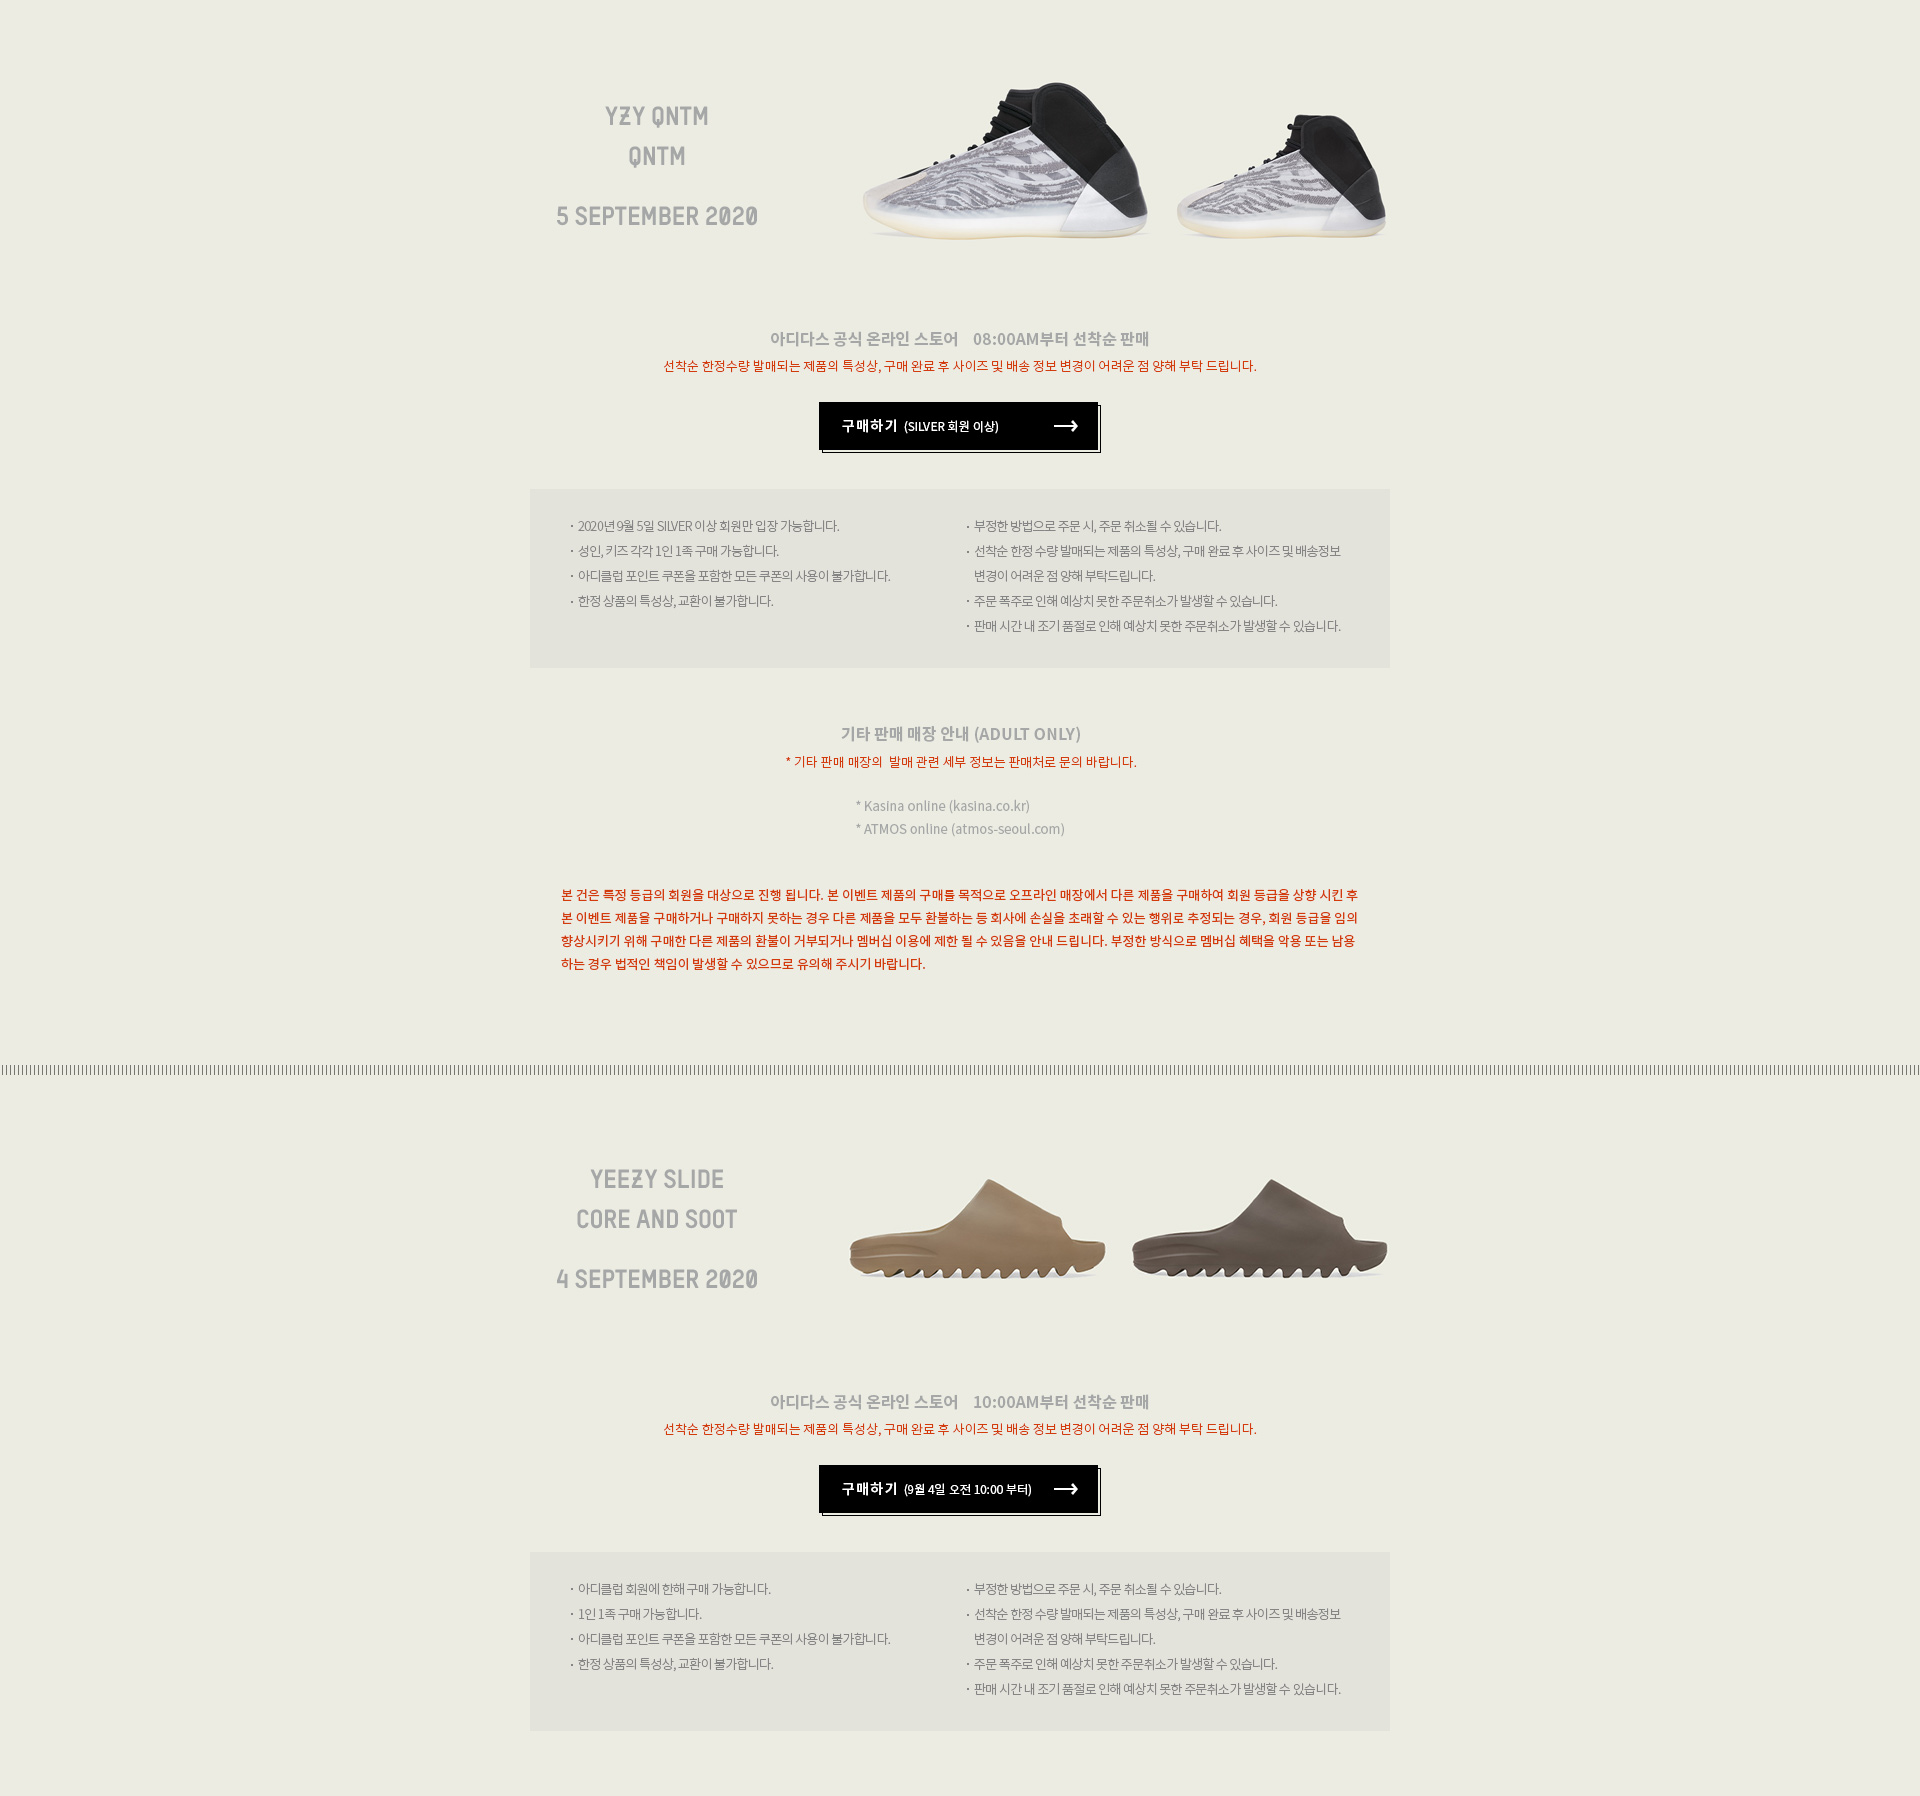 YZY QNTM
QNTM
5 SEPTEMBER 2020
아디다스 공식 온라인 스토어 08:00AM부터 선착순 판매
선착순 한정수량 발매되는 제품의 특성상, 구매 완료 후 사이즈 및 배송 정보 변경이 어려운 점 양해 부탁 드립니다.
구매하기 (SILVER 회원 이상)
· 2020년 9월 5일 SILVER 이상 회원만 입장 가능합니다.
· 성인, 키즈 각각 1인 1족 구매 가능합니다.
· 아디클럽 포인트 쿠폰을 포함한 모든 쿠폰의 사용이 불가합니다.
· 한정 상품의 특성상, 교환이 불가합니다.
· 부정한 방법으로 주문 시, 주문 취소될 수 있습니다.
· 선착순 한정 수량 발매되는 제품의 특성상, 구매 완료 후 사이즈 및 배송정보
변경이 어려운 점 양해 부탁드립니다.
· 주문 폭주로 인해 예상치 못한 주문취소가 발생할 수 있습니다.
· 판매 시간 내 조기 품절로 인해 예상치 못한 주문취소가 발생할 수 있습니다.
기타 판매 매장 안내 (ADULT ONLY)
* 기타 판매 매장의 발매 관련 세부 정보는 판매처로 문의 바랍니다.
* Kasina online (kasina.co.kr)
* ATMOS online (atmos-seoul.com)
본 건은 특정 등급의 회원을 대상으로 진행 됩니다. 본 이벤트 제품의 구매를 목적으로 오프라인 매장에서 다른 제품을 구매하여 회원 등급을 상향 시킨 후
본 이벤트 제품을 구매하거나 구매하지 못하는 경우 다른 제품을 모두 환불하는 등 회사에 손실을 초래할 수 있는 행위로 추정되는 경우, 회원 등급을 임의
향상시키기 위해 구매한 다른 제품의 환불이 거부되거나 멤버십 이용에 제한 될 수 있음을 안내 드립니다. 부정한 방식으로 멤버십 혜택을 악용 또는 남용
하는 경우 법적인 책임이 발생할 수 있으므로 유의해 주시기 바랍니다.
YEEZY SLIDE
CORE AND SOOT
4 SEPTEMBER 2020
아디다스 공식 온라인 스토어 10:00AM부터 선착순 판매
선착순 한정수량 발매되는 제품의 특성상, 구매 완료 후 사이즈 및 배송 정보 변경이 어려운 점 양해 부탁 드립니다.
구매하기 (9월 4일 오전 10:00 부터)
· 아디클럽 회원에 한해 구매 가능합니다.
· 1인 1족 구매 가능합니다.
· 아디클럽 포인트 쿠폰을 포함한 모든 쿠폰의 사용이 불가합니다.
· 한정 상품의 특성상, 교환이 불가합니다.
· 부정한 방법으로 주문 시, 주문 취소될 수 있습니다.
· 선착순 한정 수량 발매되는 제품의 특성상, 구매 완료 후 사이즈 및 배송정보
변경이 어려운 점 양해 부탁드립니다.
· 주문 폭주로 인해 예상치 못한 주문취소가 발생할 수 있습니다.
· 판매 시간 내 조기 품절로 인해 예상치 못한 주문취소가 발생할 수 있습니다.